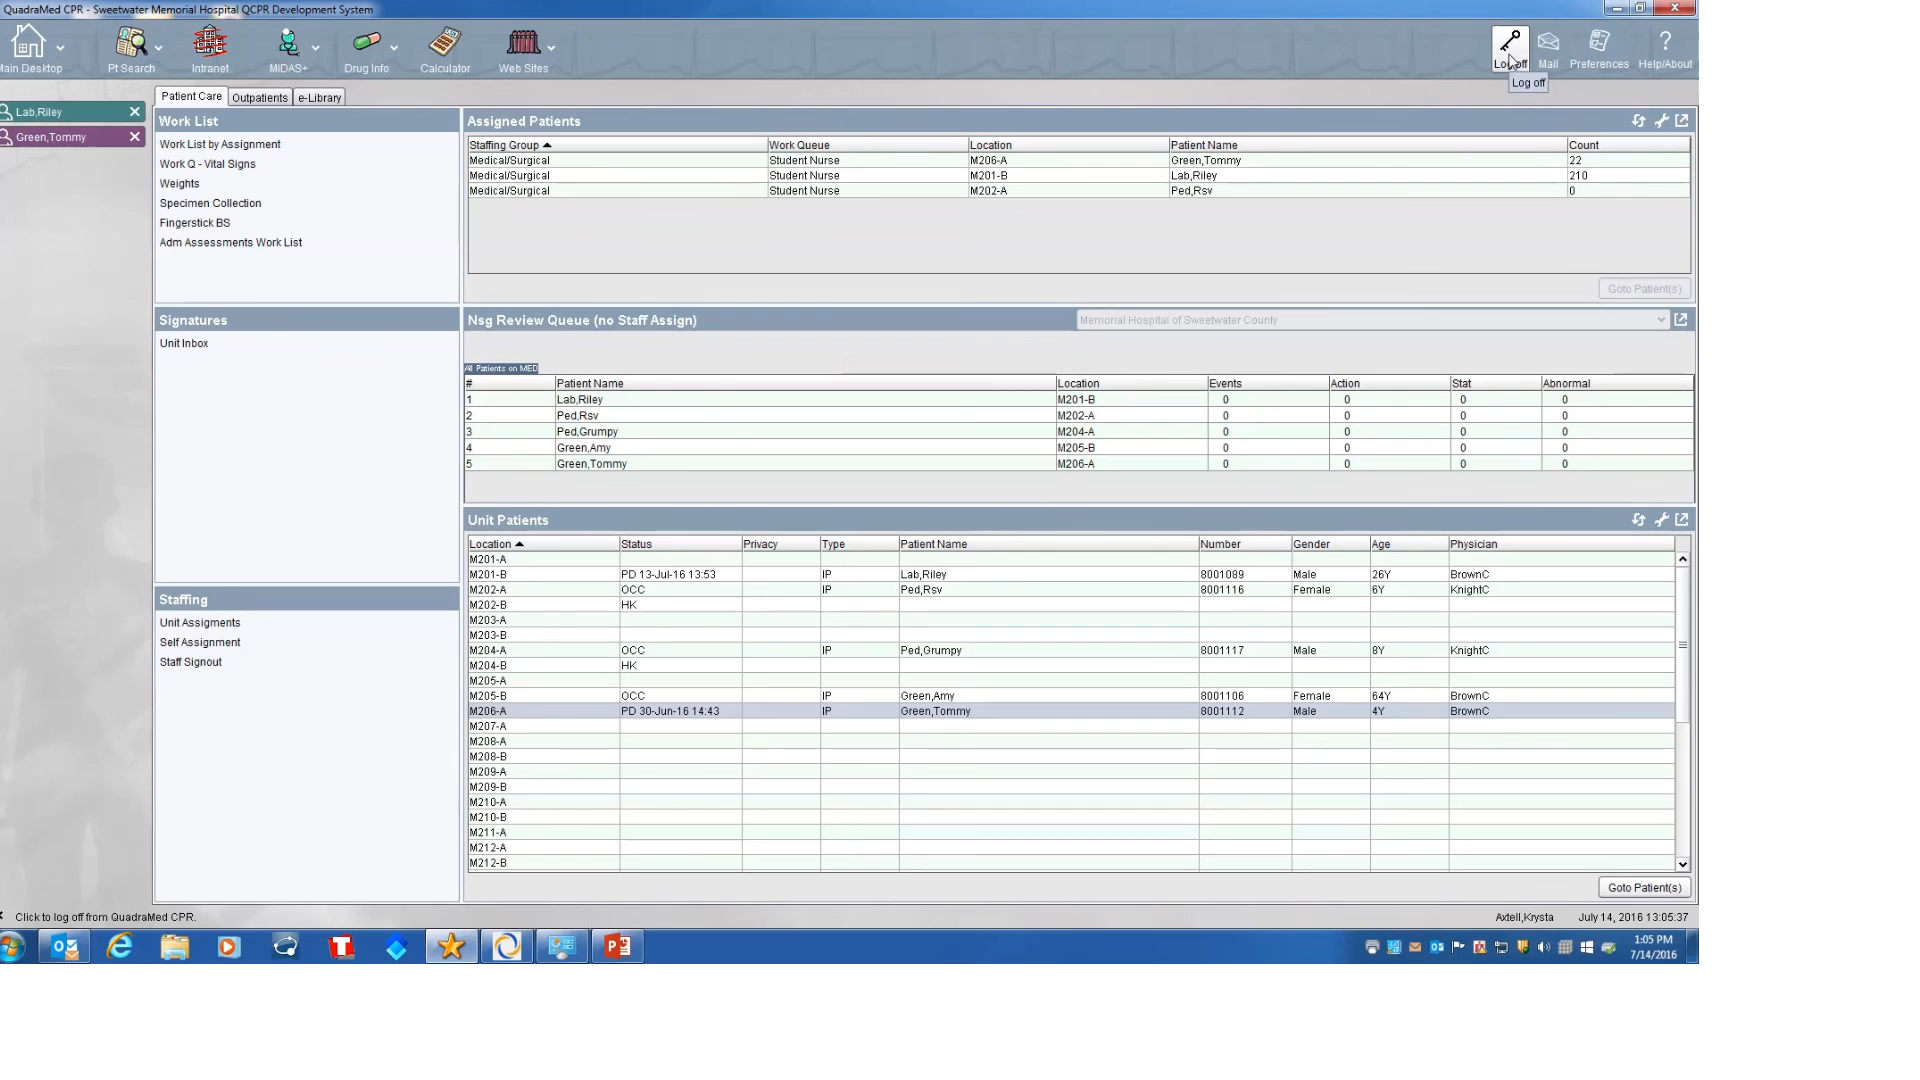 QuadraMed CPR - Sweetwater Memorial Hospital QCPR Development System
ain Desktop Pt Search Intranet MIDAS+ Drug Info Calculator Web Sites Log off Mail Preferences Help/About
Log off
Patient Care Outpatients e-Library
Lab,Riley
Green,Tommy
Work List
Work List by Assignment
Work Q - Vital Signs
Weights
Specimen Collection
Fingerstick BS
Adm Assessments Work List
Signatures
Unit Inbox
Staffing
Unit Assigments
Self Assignment
Staff Signout
Assigned Patients
Staffing Group Work Queue Location Patient Name Count
Medical/Surgical Student Nurse M206-A Green,Tommy 22
Medical/Surgical Student Nurse M201-B Lab,Riley 210
Medical/Surgical Student Nurse M202-A Ped,Rsv 0
Goto Patient(s)
Nsg Review Queue (no Staff Assign) Memorial Hospital of Sweetwater County
All Patients on MED
# Patient Name Location Events Action Stat Abnormal
1 Lab,Riley M201-B 0 0 0 0
2 Ped,Rsv M202-A 0 0 0 0
3 Ped,Grumpy M204-A 0 0 0 0
4 Green,Amy M205-B 0 0 0 0
5 Green,Tommy M206-A 0 0 0 0
Unit Patients
Location Status Privacy Type Patient Name Number Gender Age Physician
M201-A
M201-B PD 13-Jul-16 13:53 IP Lab,Riley 8001089 Male 26Y BrownC
M202-A OCC IP Ped,Rsv 8001116 Female 6Y KnightC
M202-B HK
M203-A
M203-B
M204-A OCC IP Ped,Grumpy 8001117 Male 8Y KnightC
M204-B HK
M205-A
M205-B OCC IP Green,Amy 8001106 Female 64Y BrownC
M206-A PD 30-Jun-16 14:43 IP Green,Tommy 8001112 Male 4Y BrownC
M207-A
M208-A
M208-B
M209-A
M209-B
M210-A
M210-B
M211-A
M212-A
M212-B
Goto Patient(s)
Click to log off from QuadraMed CPR. Axtell,Krysta July 14, 2016 13:05:37
1:05 PM
7/14/2016